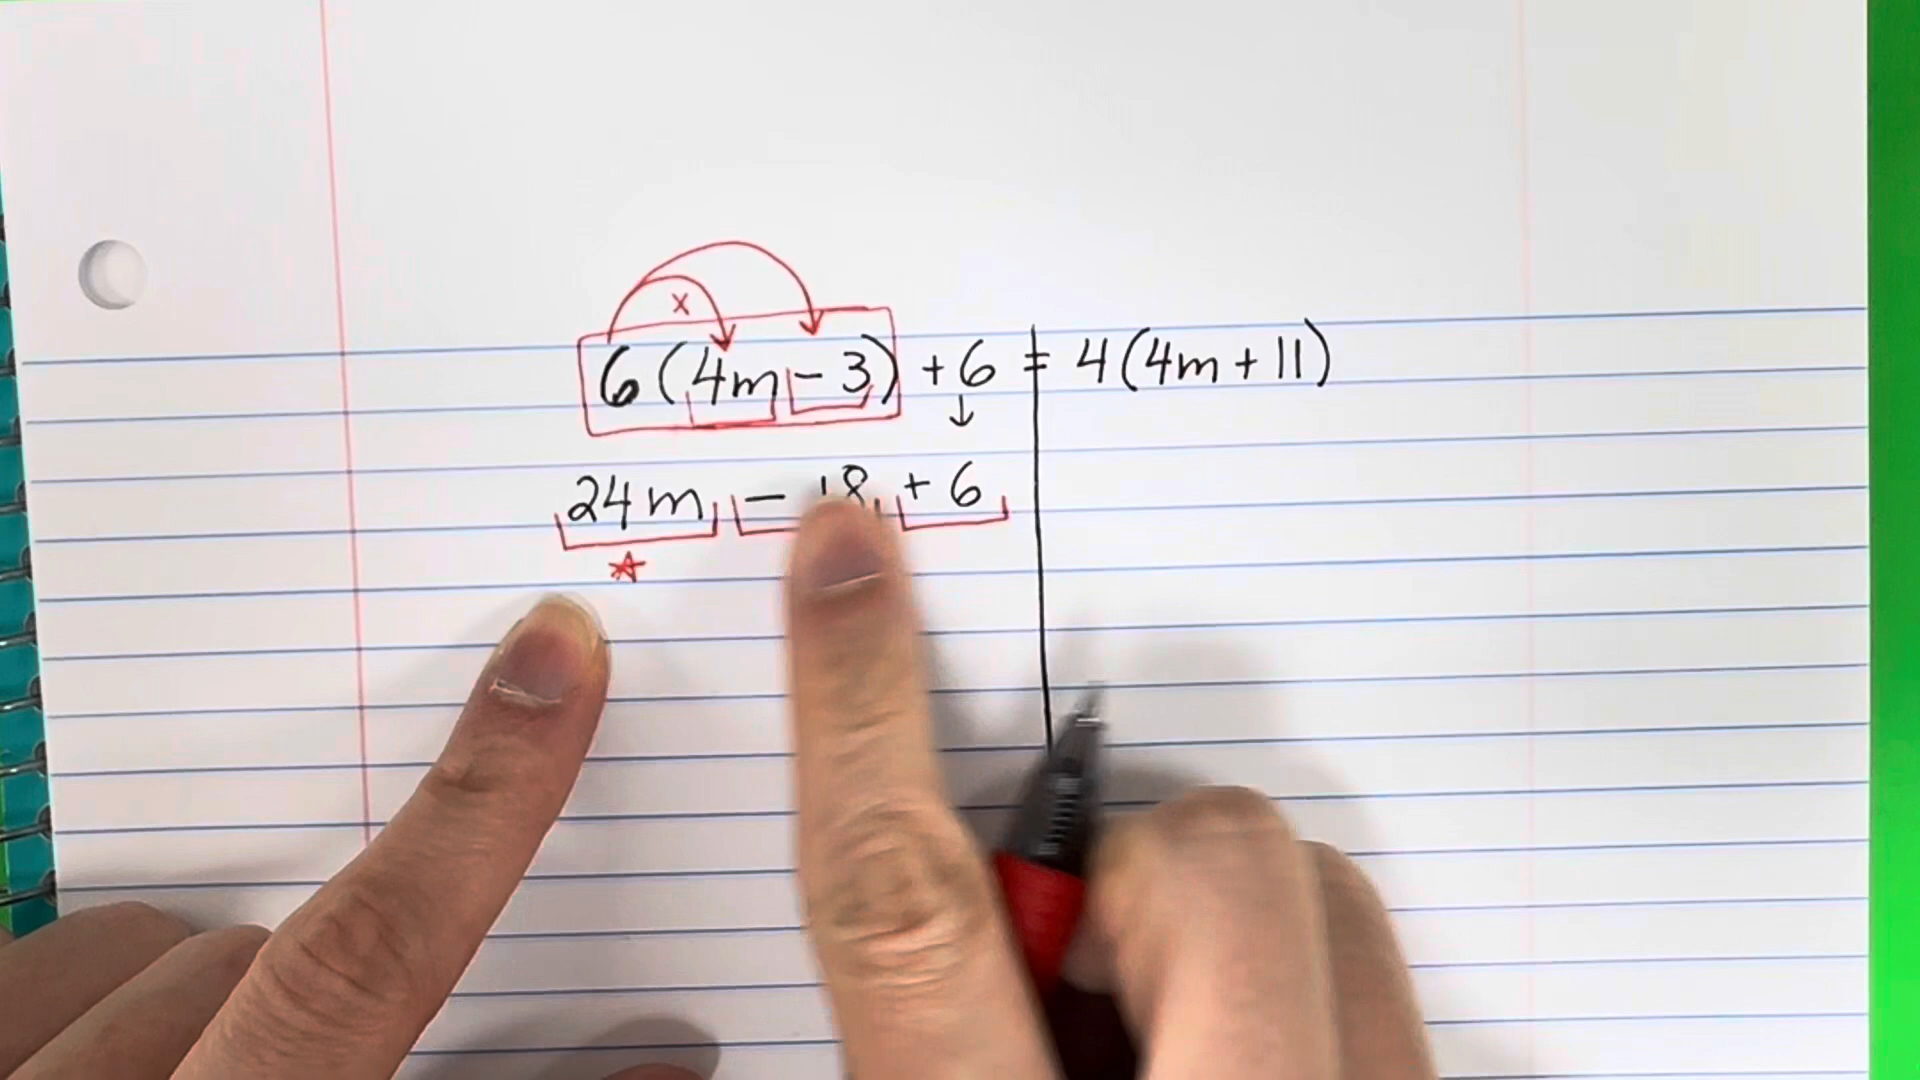 x
6(4m - 3) + 6 = 4(4m + 11)
24m - 18 + 6